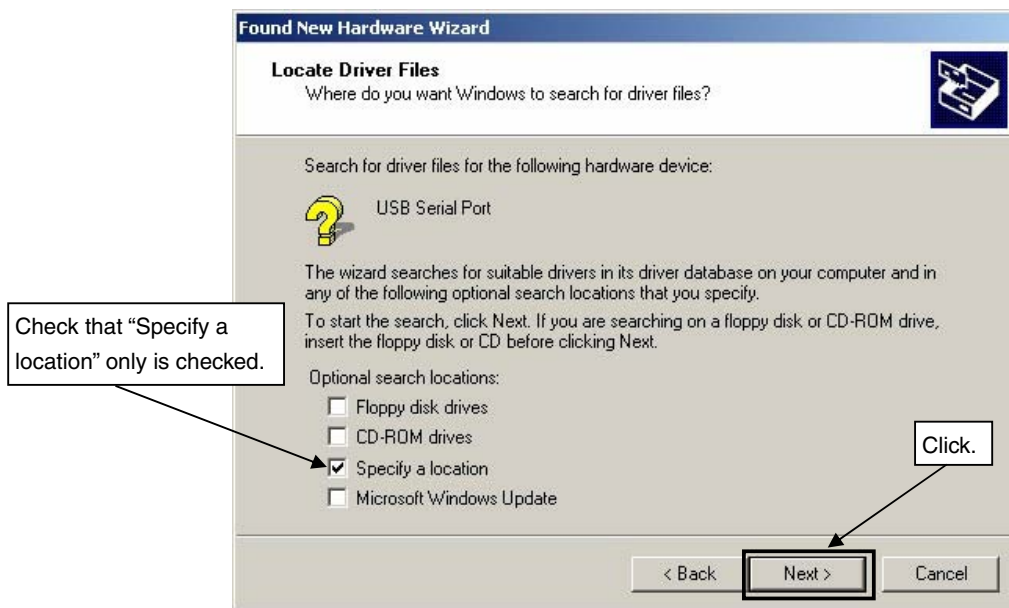 Found New Hardware Wizard
Locate Driver Files
Where do you want Windows to search for driver files?
Search for driver files for the following hardware device:
USB Serial Port
The wizard searches for suitable drivers in its driver database on your computer and in
any of the following optional search locations that you specify.
To start the search, click Next. If you are searching on a floppy disk or CD-ROM drive,
insert the floppy disk or CD before clicking Next.
Check that “Specify a
location” only is checked.
Optional search locations:
Floppy disk drives
CD-ROM drives
Specify a location
Microsoft Windows Update
Click.
< Back
Next >
Cancel